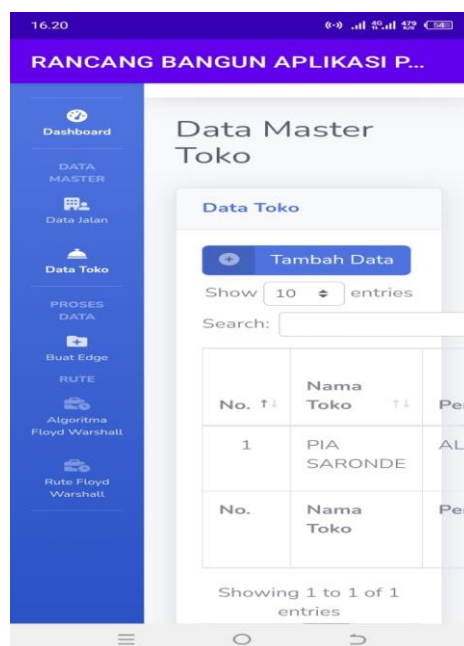 16.20
4G
54
RANCANG BANGUN APLIKASI P...
Dashboard
DATA
MASTER
Data Jalan
Data Toko
PROSES
DATA
Buat Edge
RUTE
Algoritma
Floyd Warshall
Rute Floyd
Warshall
Data Master
Toko
Data Toko
Tambah Data
Show 10 entries
Search:
No. Nama
Toko Pe
1 PIA
SARONDE AL
No. Nama
Toko Pe
Showing 1 to 1 of 1
entries